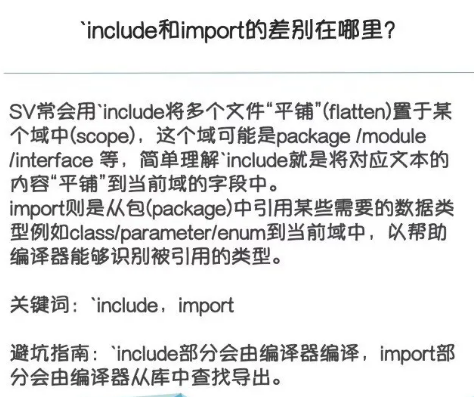 `include和import的差别在哪里？
SV常会用`include将多个文件“平铺”(flatten)置于某
个域中(scope)，这个域可能是package /module
/interface 等，简单理解`include就是将对应文本的
内容“平铺”到当前域的字段中。
import则是从包(package)中引用某些需要的数据类
型例如class/parameter/enum到当前域中，以帮助
编译器能够识别被引用的类型。
关键词：`include，import
避坑指南：`include部分会由编译器编译，import部
分会由编译器从库中查找导出。